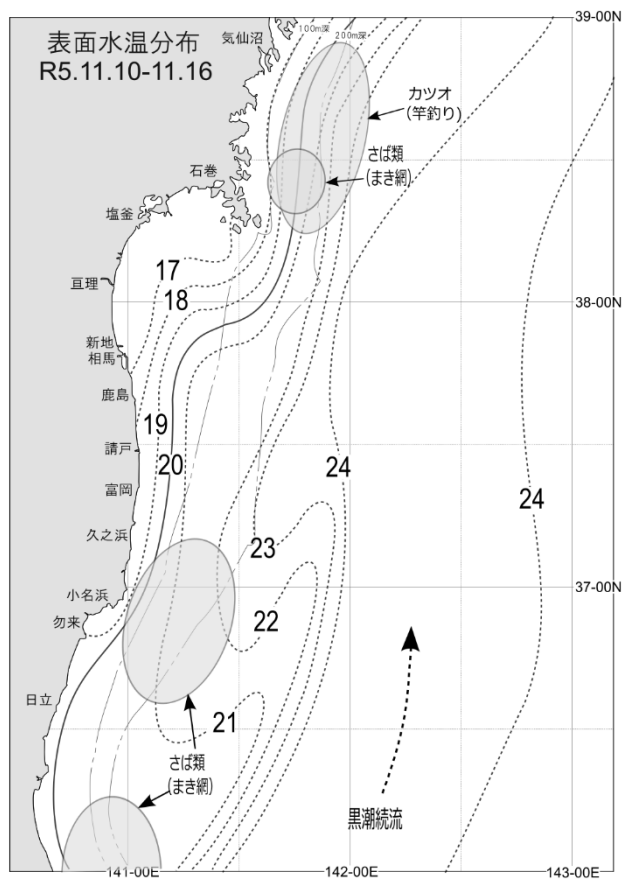 表面水温分布
R5.11.10-11.16
気仙沼
100m深
200m深
39-00N
カツオ
(竿釣り)
さば類
(まき網)
石巻
塩釜
亘理
17
18
38-00N
新地
相馬
鹿島
19
請戸
20
24
24
富岡
久之浜
23
小名浜
37-00N
勿来
22
日立
21
さば類
(まき網)
黒潮続流
141-00E
142-00E
143-00E